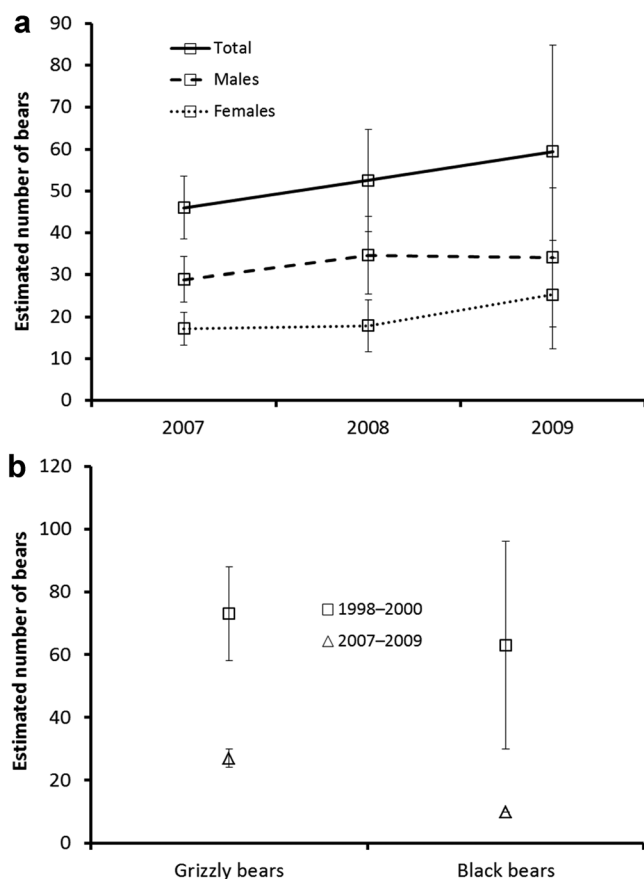 a
Estimated number of bears
90
80
70
60
50
40
30
20
10
0
Total
Males
Females
2007 2008 2009
b
Estimated number of bears
120
100
80
60
40
20
0
1998–2000
2007–2009
Grizzly bears Black bears